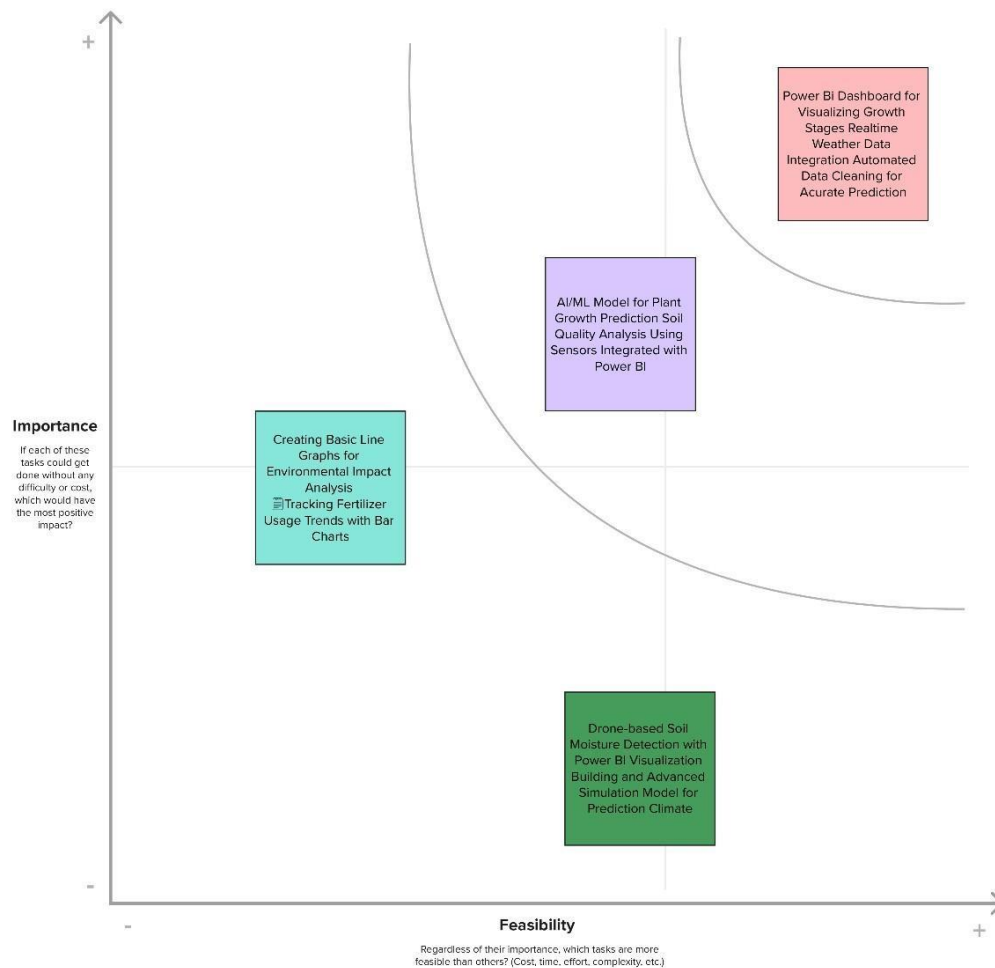 +
Power Bi Dashboard for
Visualizing Growth
Stages Realtime
Weather Data
Integration Automated
Data Cleaning for
Acurate Prediction
AI/ML Model for Plant
Growth Prediction Soil
Quality Analysis Using
Sensors Integrated with
Power BI
Importance
If each of these
tasks could get
done without any
difficulty or cost,
which would have
the most positive
impact?
Creating Basic Line
Graphs for
Environmental Impact
Analysis
Tracking Fertilizer
Usage Trends with Bar
Charts
Drone-based Soil
Moisture Detection with
Power BI Visualization
Building and Advanced
Simulation Model for
Prediction Climate
-
-
Feasibility
+
Regardless of their importance, which tasks are more
feasible than others? (Cost, time, effort, complexity, etc.)